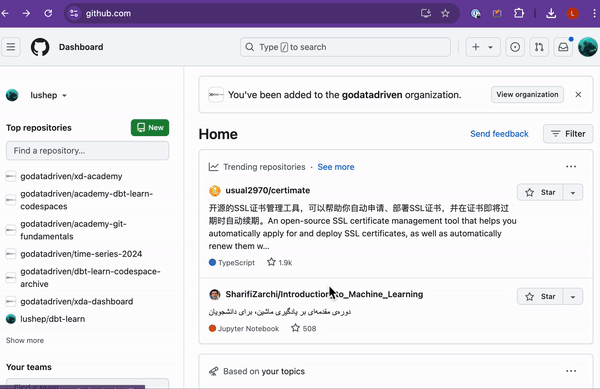 github.com
L
Dashboard
Type / to search
You've been added to the godatadriven organization.
View organization
lushep
Top repositories
New
Find a repository…
godatadriven/xd-academy
godatadriven/academy-dbt-learn-
codespaces
godatadriven/academy-git-
fundamentals
godatadriven/time-series-2024
godatadriven/dbt-learn-codespace-
archive
godatadriven/xda-dashboard
lushep/dbt-learn
Show more
Your teams
Find a team…
Home
Send feedback
Filter
Trending repositories · See more
usual2970/certimate
Star
开源的SSL证书管理工具，可以帮助你自动申请、部署SSL证书，并在证书即将过
期时自动续期。An open-source SSL certificate management tool that helps you
automatically apply for and deploy SSL certificates, as well as automatically
renew them w...
TypeScript
1.9k
SharifiZarchi/Introduction_to_Machine_Learning
Star
دوره‌ی مقدمه‌ای بر یادگیری ماشین، برای دانشجویان
Jupyter Notebook
508
Based on your topics